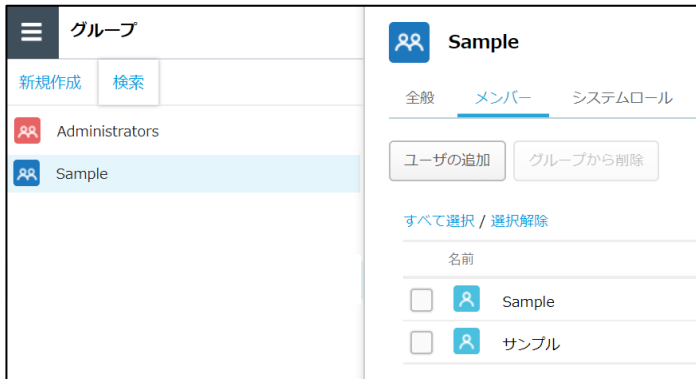 グループ
新規作成 検索
Administrators
Sample
Sample
全般 メンバー システムロール
ユーザの追加 グループから削除
すべて選択 / 選択解除
名前
Sample
サンプル